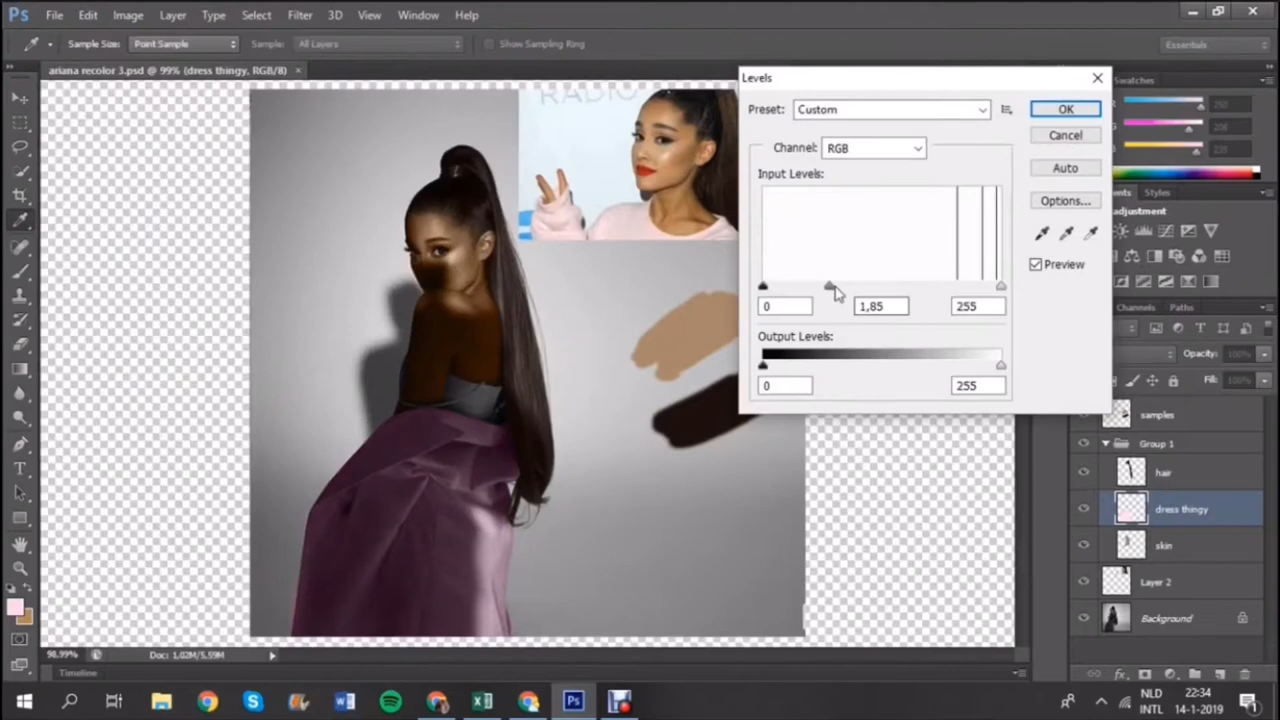 Ps File Edit Image Layer Type Select Filter 3D View Window Help
Sample Size: Point Sample Sample: All Layers Show Sampling Ring Essentials
ariana recolor 3.psd @ 99% (dress thingy, RGB/8) ×
RADIO
Levels
Preset: Custom OK
Cancel
Channel: RGB
Auto
Input Levels:
Options...
Preview
0 1,85 255
Output Levels:
0 255
Swatches
Styles
Adjustment
Channels Paths
Opacity: 100%
Fill: 100%
samples
Group 1
hair
dress thingy
skin
Layer 2
Background
98.99% Doc: 1.02M/5.59M
Timeline
NLD 22:34
INTL 14-1-2019